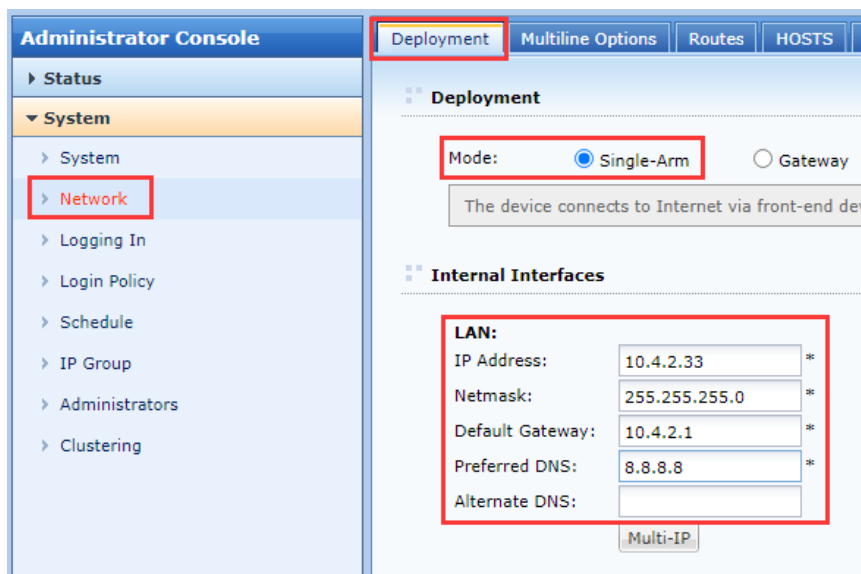 Administrator Console
Status
System
System
Network
Logging In
Login Policy
Schedule
IP Group
Administrators
Clustering
Deployment Multiline Options Routes HOSTS
Deployment
Mode: Single-Arm Gateway
The device connects to Internet via front-end
Internal Interfaces
LAN:
IP Address: 10.4.2.33 *
Netmask: 255.255.255.0 *
Default Gateway: 10.4.2.1 *
Preferred DNS: 8.8.8.8 *
Alternate DNS:
Multi-IP